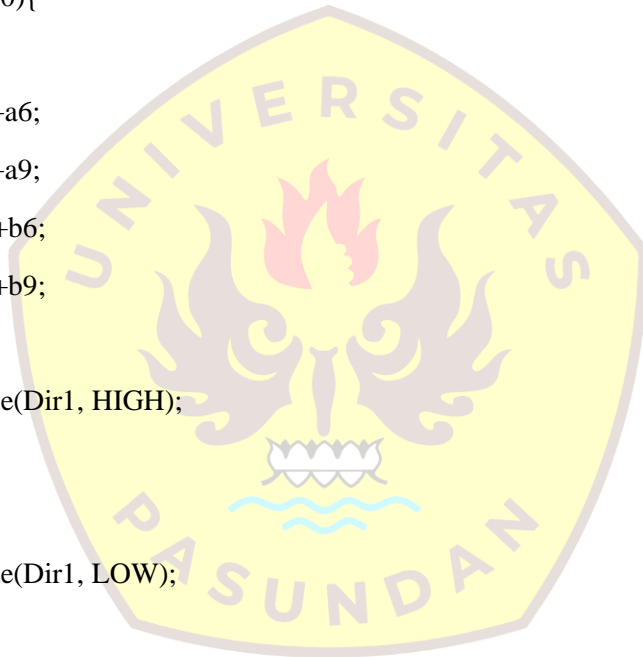 0){
-a6;
-a9;
+b6;
+b9;
e(Dir1, HIGH);
e(Dir1, LOW);
UNIVERSITAS
PASUNDAN